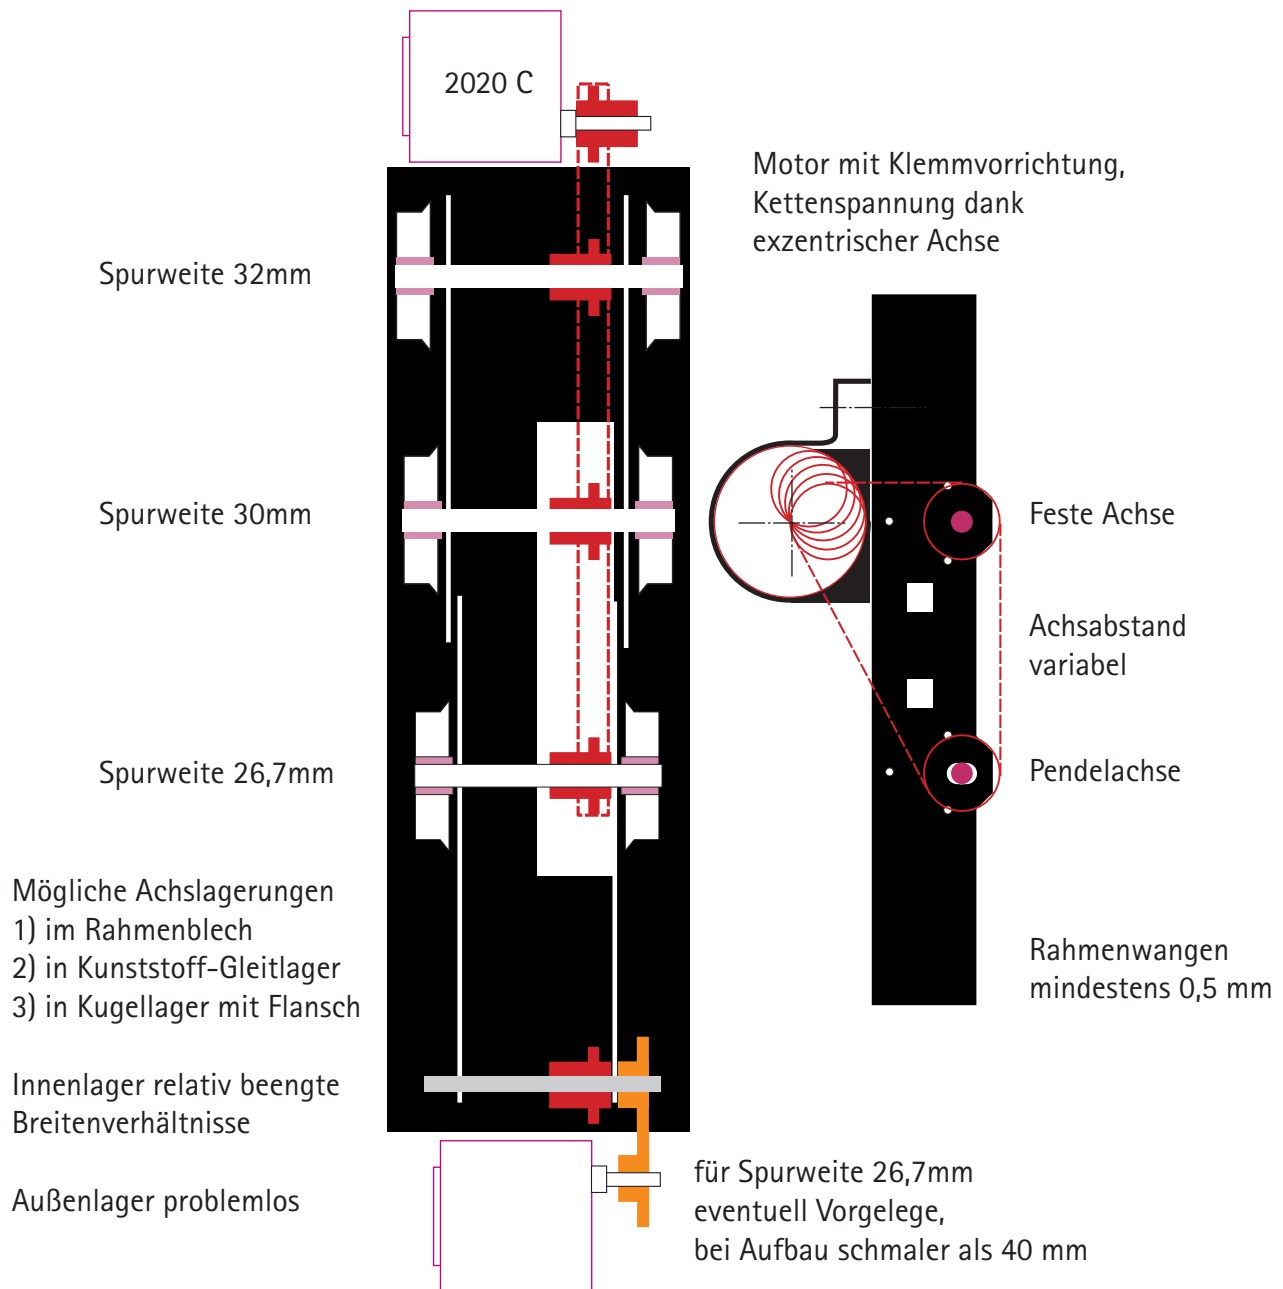 2020 C
Motor mit Klemmvorrichtung,
Kettenspannung dank
exzentrischer Achse
Spurweite 32mm
Spurweite 30mm
Feste Achse
Achsabstand
variabel
Spurweite 26,7mm
Pendelachse
Mögliche Achslagerungen
1) im Rahmenblech
2) in Kunststoff-Gleitlager
3) in Kugellager mit Flansch
Rahmenwangen
mindestens 0,5 mm
Innenlager relativ beengte
Breitenverhältnisse
Außenlager problemlos
für Spurweite 26,7mm
eventuell Vorgelege,
bei Aufbau schmaler als 40 mm